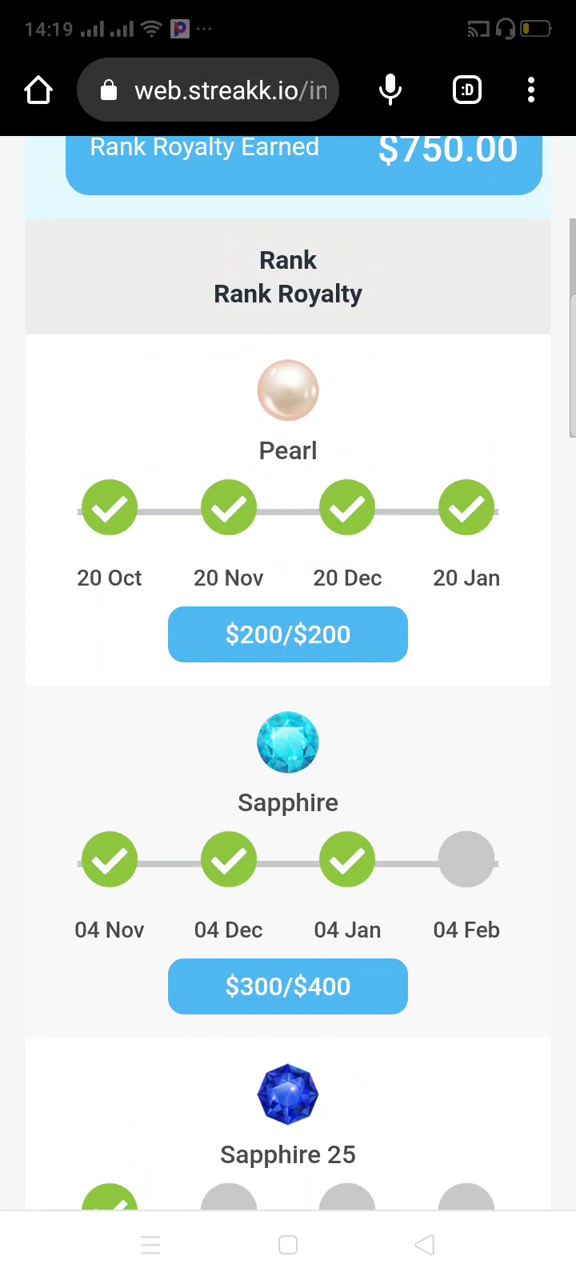 14:19
web.streakk.io/in
:D
Rank Royalty Earned $750.00
Rank
Rank Royalty
Pearl
20 Oct 20 Nov 20 Dec 20 Jan
$200/$200
Sapphire
04 Nov 04 Dec 04 Jan 04 Feb
$300/$400
Sapphire 25